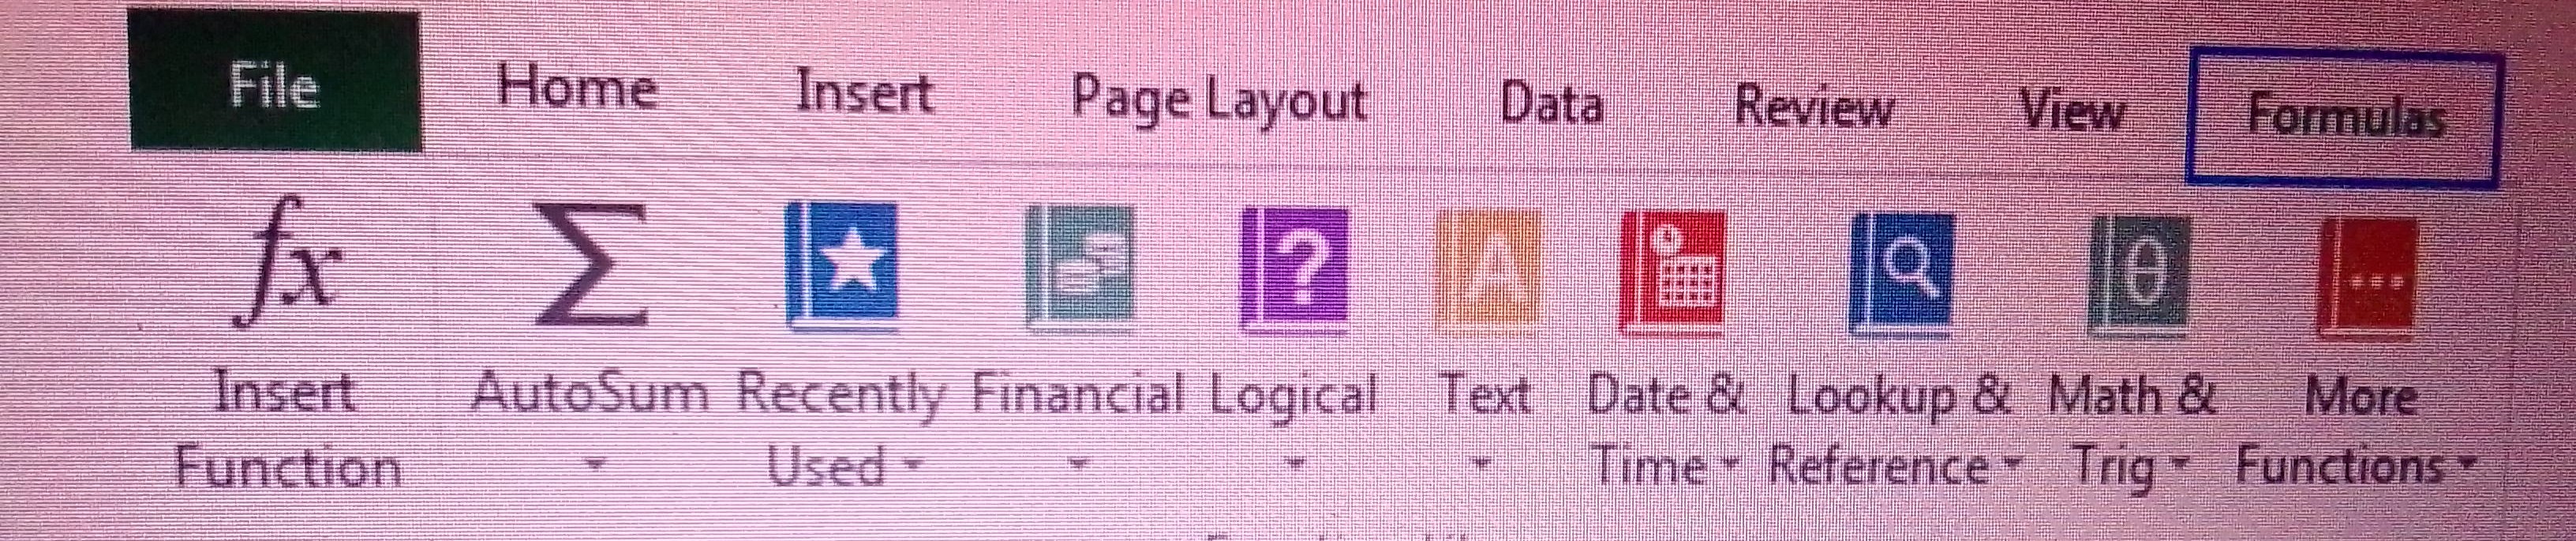 File Home Insert Page Layout Data Review View Formulas
fx Σ ? A θ ...
Insert AutoSum Recently Financial Logical Text Date & Lookup & Math & More
Function Used Time Reference Trig Functions